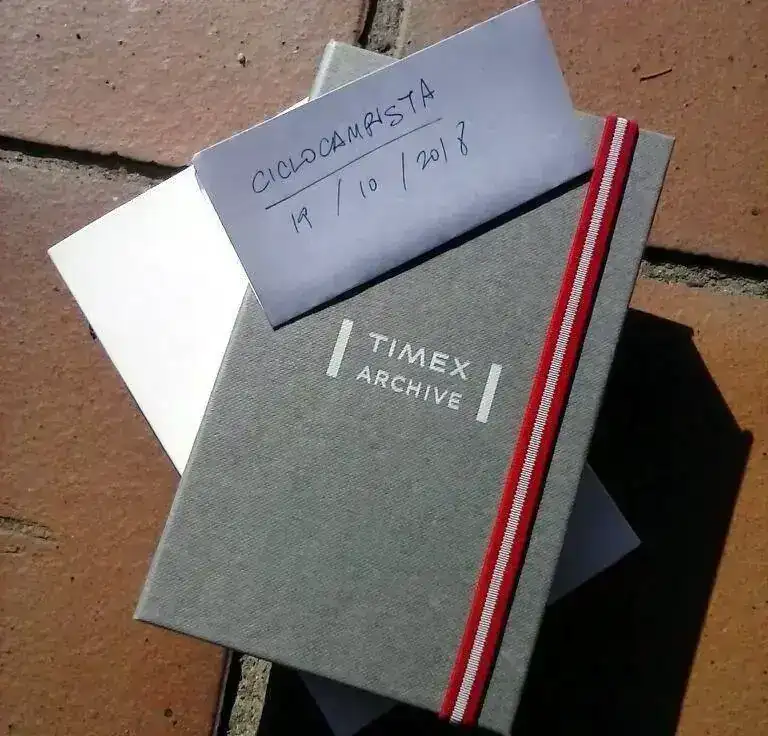 CICLOCAMPISTA
19 / 10 / 2018
TIMEX
ARCHIVE